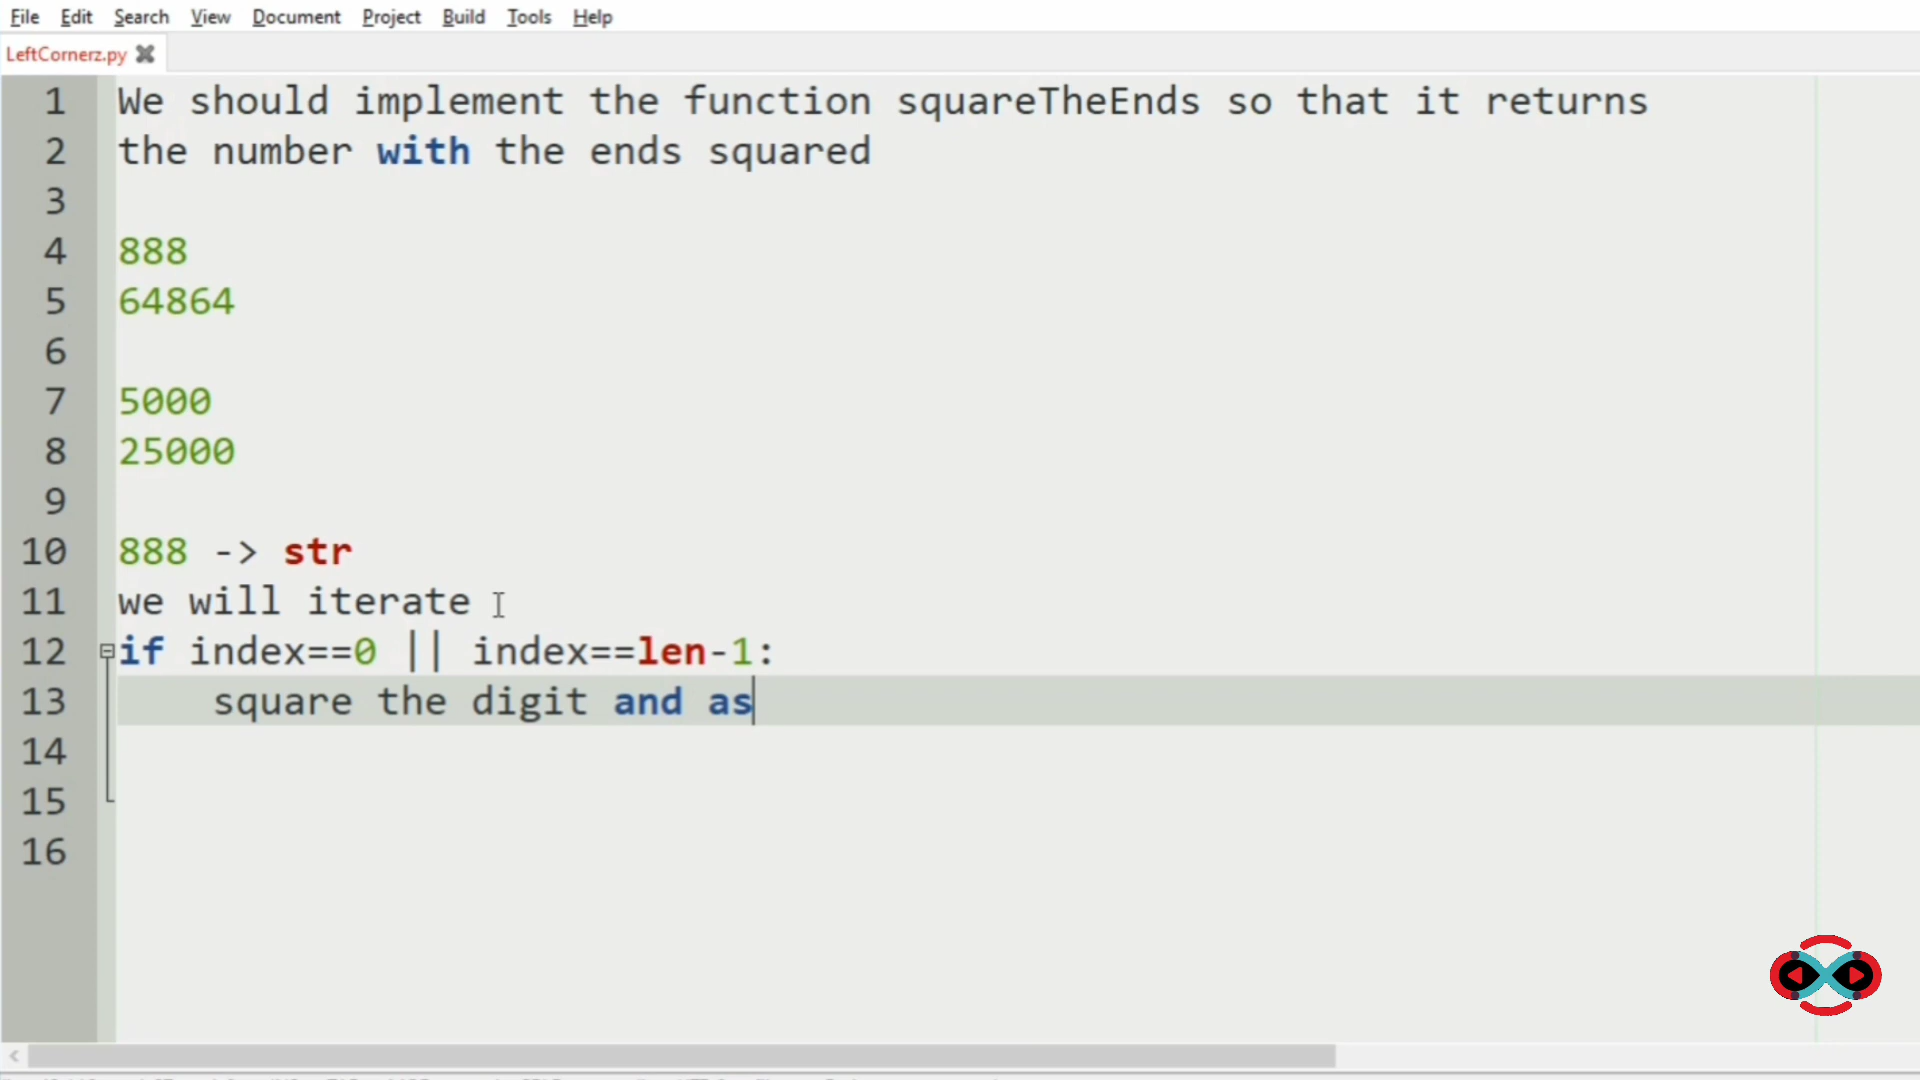 File Edit Search View Document Project Build Tools Help
LeftCornerz.py
1 We should implement the function squareTheEnds so that it returns
2 the number with the ends squared
3
4 888
5 64864
6
7 5000
8 25000
9
10 888 -> str
11 we will iterate
12 if index==0 || index==len-1:
13 square the digit and as
14
15
16